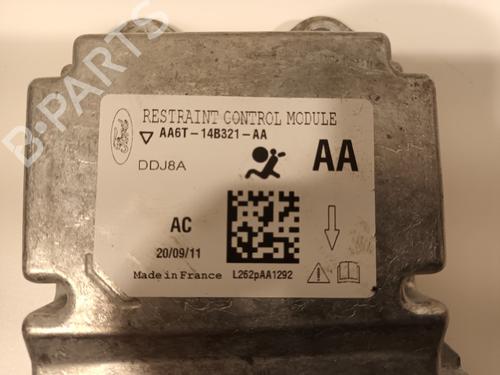 B-PARTS
RESTRAINT CONTROL MODULE
AA6T-14B321-AA
DDJ8A
AA
AC
20/09/11
Made in France
L262pAA1292